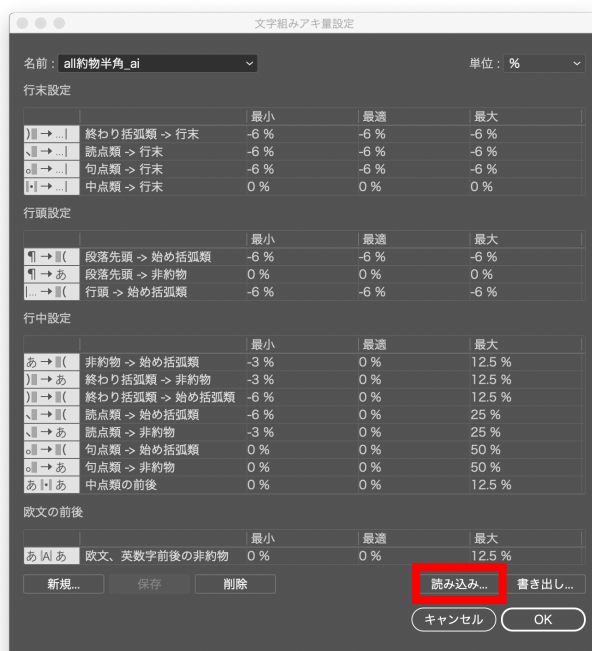 文字組みアキ量設定
名前 : all約物半角_ai 単位 : %
行末設定
最小 最適 最大
)→ ...| 終わり括弧類 -> 行末 -6 % -6 % -6 %
、→ ...| 読点類 -> 行末 -6 % -6 % -6 %
。→ ...| 句点類 -> 行末 -6 % -6 % -6 %
|・|→ ...| 中点類 -> 行末 0 % 0 % 0 %
行頭設定
最小 最適 最大
¶ → ( 段落先頭 -> 始め括弧類 -6 % -6 % -6 %
¶ → あ 段落先頭 -> 非約物 0 % 0 % 0 %
|... → ( 行頭 -> 始め括弧類 -6 % -6 % -6 %
行中設定
最小 最適 最大
あ → ( 非約物 -> 始め括弧類 -3 % 0 % 12.5 %
) → あ 終わり括弧類 -> 非約物 -3 % 0 % 12.5 %
) → ( 終わり括弧類 -> 始め括弧類 -6 % 0 % 12.5 %
、→ ( 読点類 -> 始め括弧類 -6 % 0 % 25 %
、→ あ 読点類 -> 非約物 -3 % 0 % 25 %
。→ ( 句点類 -> 始め括弧類 0 % 0 % 50 %
。→ あ 句点類 -> 非約物 0 % 0 % 50 %
あ|・|あ 中点類の前後 0 % 0 % 12.5 %
欧文の前後
最小 最適 最大
あ|A|あ 欧文、英数字前後の非約物 0 % 0 % 12.5 %
新規... 保存 削除 読み込み... 書き出し...
キャンセル OK